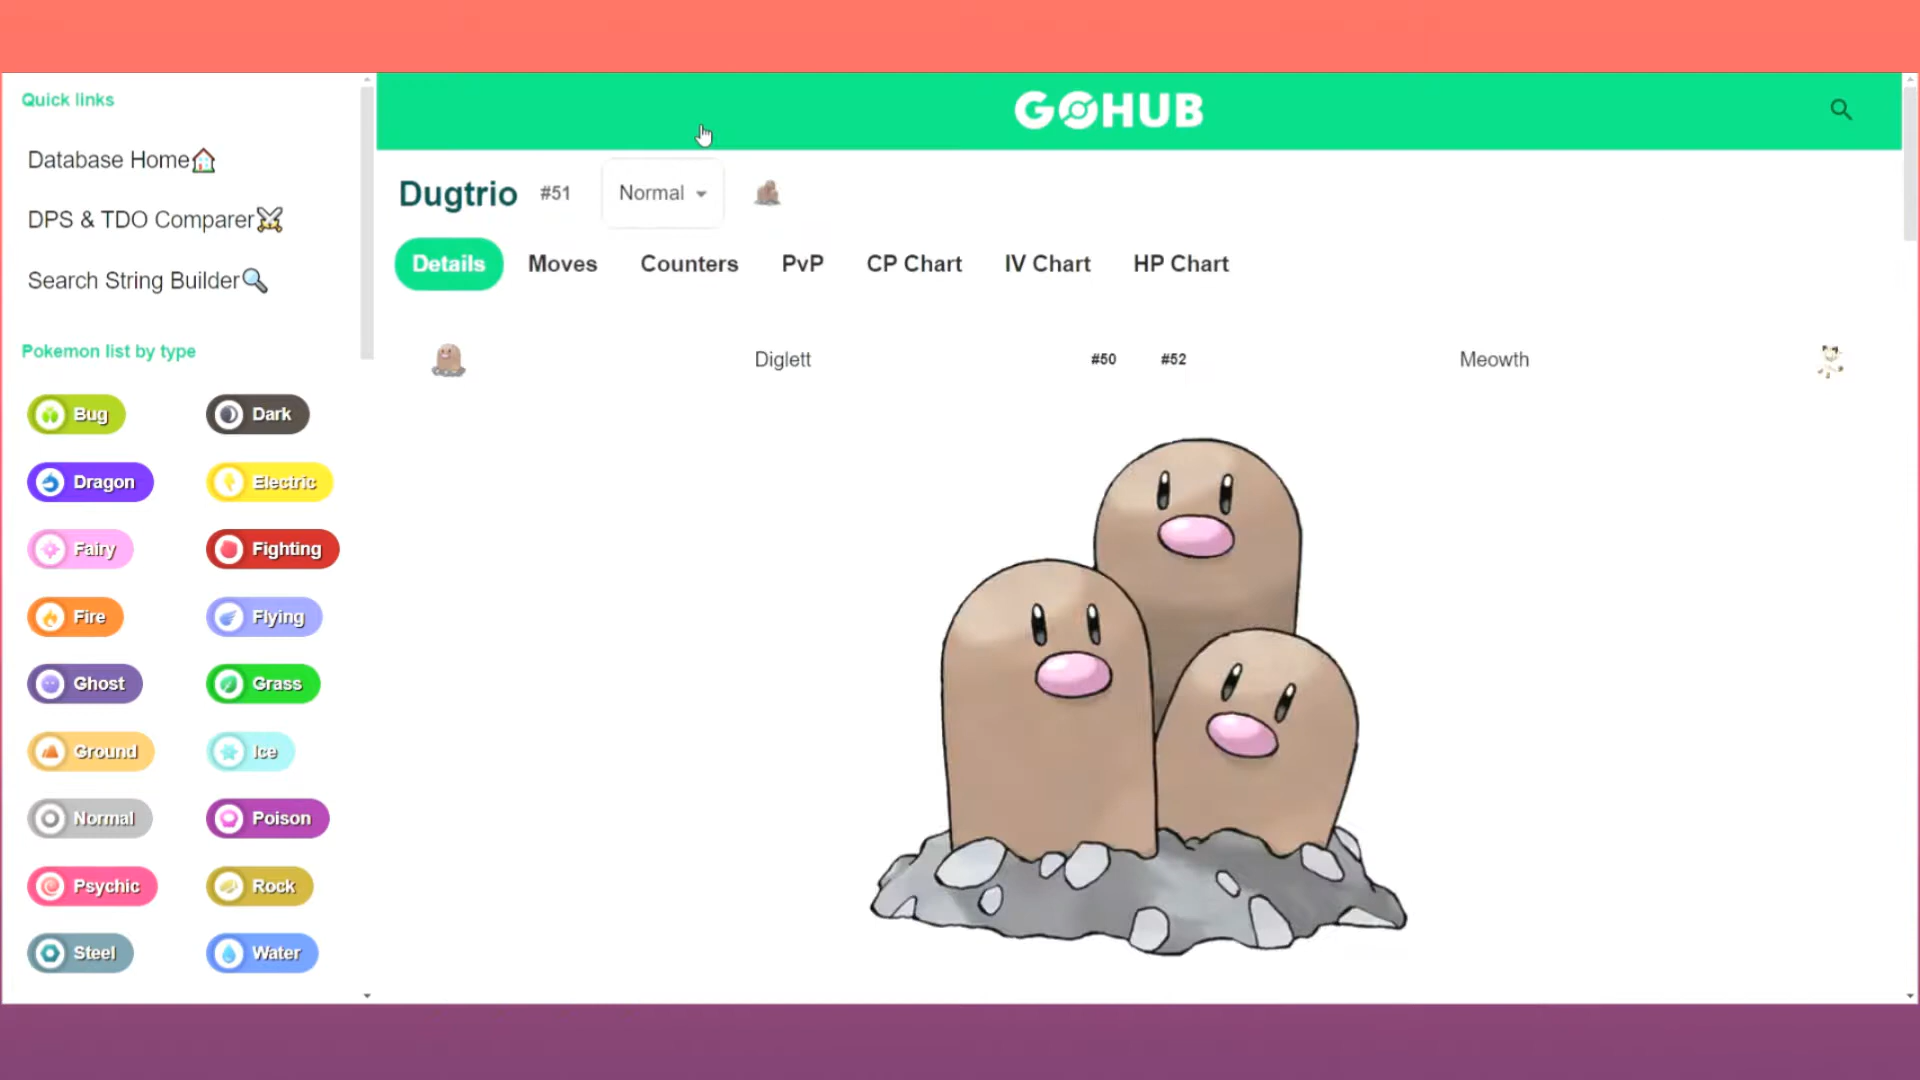 Quick links
GOHUB
Database Home
Dugtrio #51 Normal
DPS & TDO Comparer
Details Moves Counters PvP CP Chart IV Chart HP Chart
Search String Builder
Pokemon list by type
Diglett #50 #52 Meowth
Bug Dark
Dragon Electric
Fairy Fighting
Fire Flying
Ghost Grass
Ground Ice
Normal Poison
Psychic Rock
Steel Water